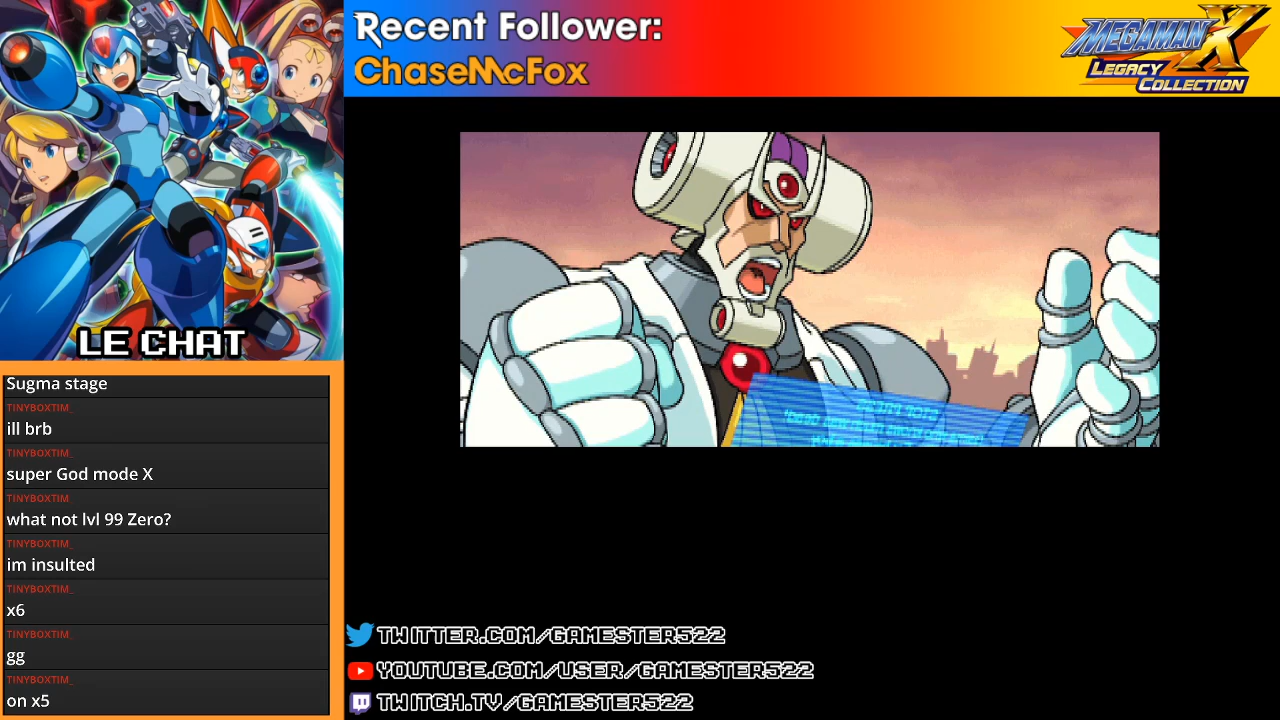 Recent Follower:
ChaseMcFox
MEGAMAN X
LEGACY
COLLECTION
LE CHAT
Sugma stage
TINYBOXTIM_
ill brb
TINYBOXTIM_
super God mode X
TINYBOXTIM_
what not lvl 99 Zero?
TINYBOXTIM_
im insulted
TINYBOXTIM_
x6
TINYBOXTIM_
gg
TINYBOXTIM_
on x5
TWITTER.COM/GAMESTER522
YOUTUBE.COM/USER/GAMESTER522
TWITCH.TV/GAMESTER522